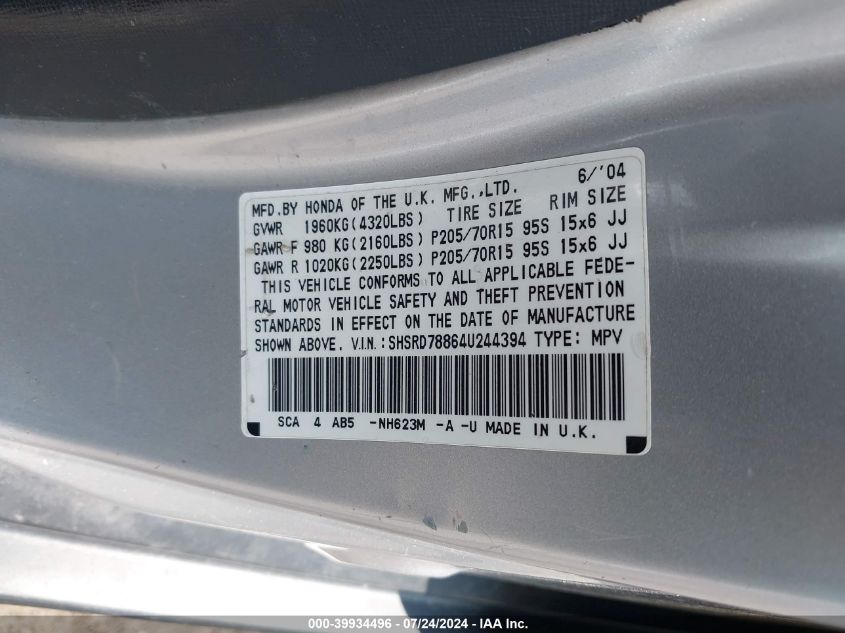 6/'04
MFD.BY HONDA OF THE U.K. MFG.,LTD.
GVWR 1960KG(4320LBS) TIRE SIZE RIM SIZE
GAWR F 980 KG(2160LBS) P205/70R15 95S 15x6 JJ
GAWR R 1020KG(2250LBS) P205/70R15 95S 15x6 JJ
THIS VEHICLE CONFORMS TO ALL APPLICABLE FEDE-
RAL MOTOR VEHICLE SAFETY AND THEFT PREVENTION
STANDARDS IN EFFECT ON THE DATE OF MANUFACTURE
SHOWN ABOVE. V.I.N.:SHSRD78864U244394 TYPE: MPV
SCA 4 AB5 -NH623M -A -U MADE IN U.K.
000-39934496 - 07/24/2024 - IAA Inc.